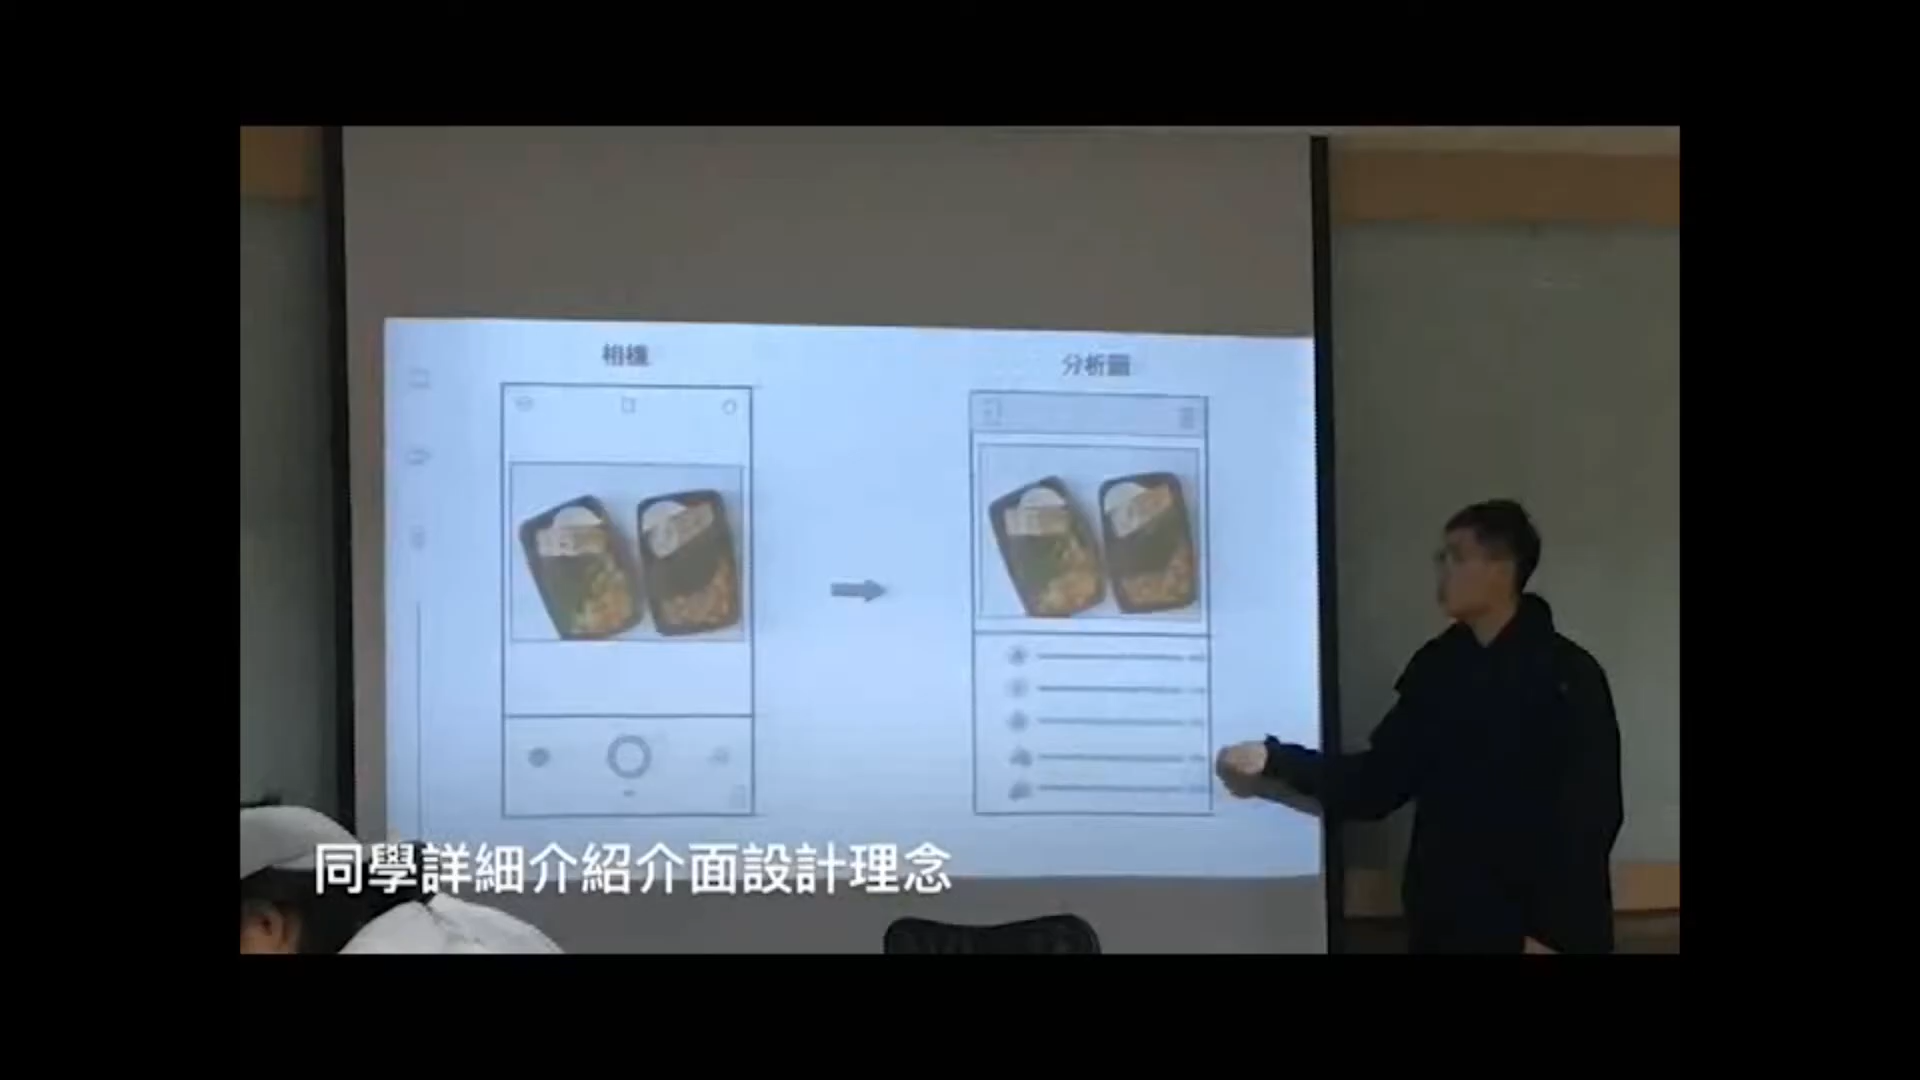 相機
分析圖
同學詳細介紹介面設計理念